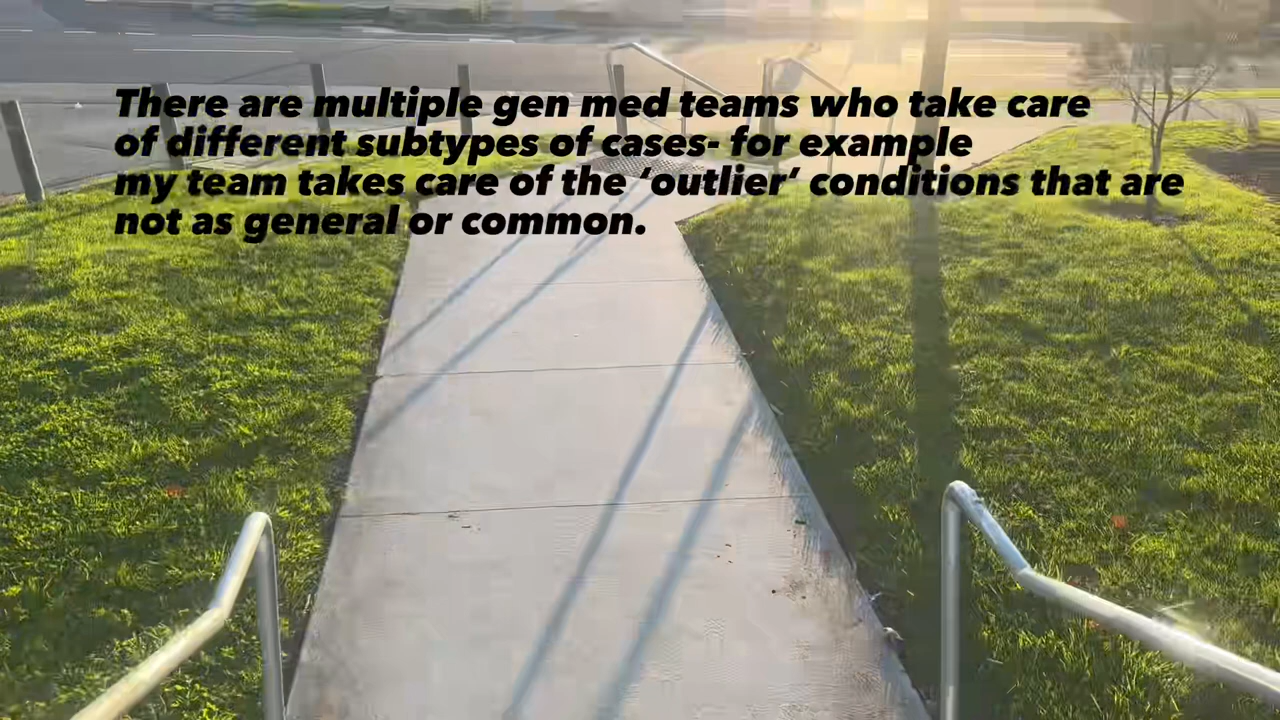 There are multiple gen med teams who take care
of different subtypes of cases- for example
my team takes care of the ‘outlier’ conditions that are
not as general or common.